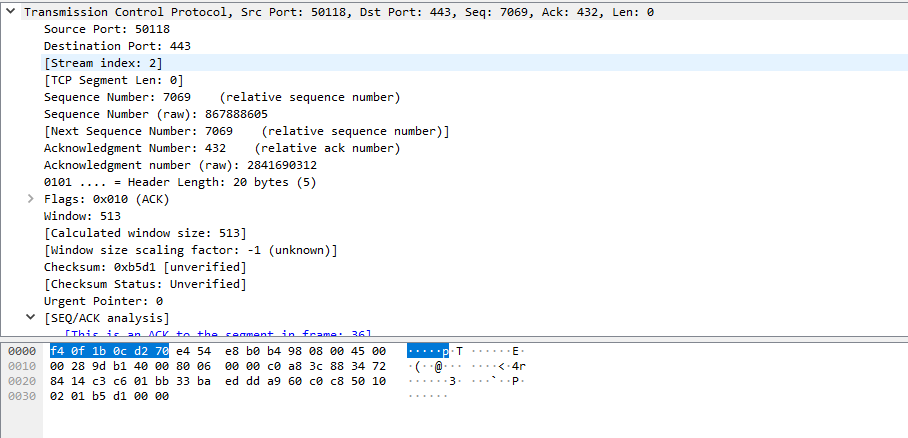 Transmission Control Protocol, Src Port: 50118, Dst Port: 443, Seq: 7069, Ack: 432, Len: 0
Source Port: 50118
Destination Port: 443
[Stream index: 2]
[TCP Segment Len: 0]
Sequence Number: 7069    (relative sequence number)
Sequence Number (raw): 867888605
[Next Sequence Number: 7069    (relative sequence number)]
Acknowledgment Number: 432    (relative ack number)
Acknowledgment number (raw): 2841690312
0101 .... = Header Length: 20 bytes (5)
Flags: 0x010 (ACK)
Window: 513
[Calculated window size: 513]
[Window size scaling factor: -1 (unknown)]
Checksum: 0xb5d1 [unverified]
[Checksum Status: Unverified]
Urgent Pointer: 0
[SEQ/ACK analysis]
[This is an ACK to the segment in frame: 36]
0000  f4 0f 1b 0c d2 70 e4 54  e8 b0 b4 98 08 00 45 00  ·····p·T ······E·
0010  00 28 9d b1 40 00 80 06  00 00 c0 a8 3c 88 34 72  ·(··@··· ····<·4r
0020  84 14 c3 c6 01 bb 33 ba  ed dd a9 60 c0 c8 50 10  ······3· ···`··P·
0030  02 01 b5 d1 00 00  ······